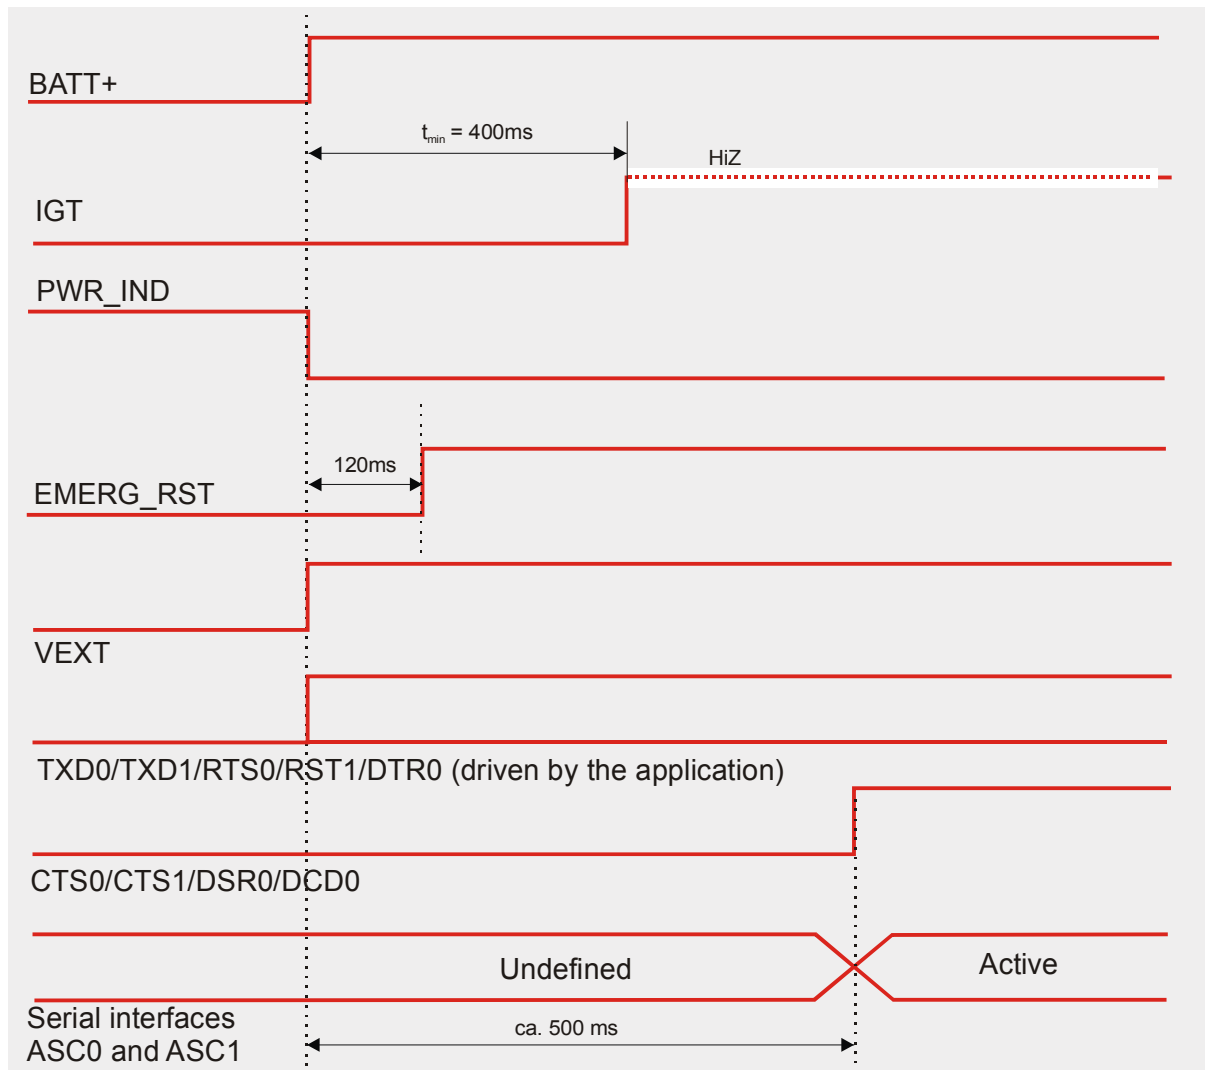 BATT+
tmin = 400ms
HiZ
IGT
PWR_IND
120ms
EMERG_RST
VEXT
TXD0/TXD1/RTS0/RST1/DTR0 (driven by the application)
CTS0/CTS1/DSR0/DCD0
Undefined
Active
Serial interfaces
ASC0 and ASC1
ca. 500 ms